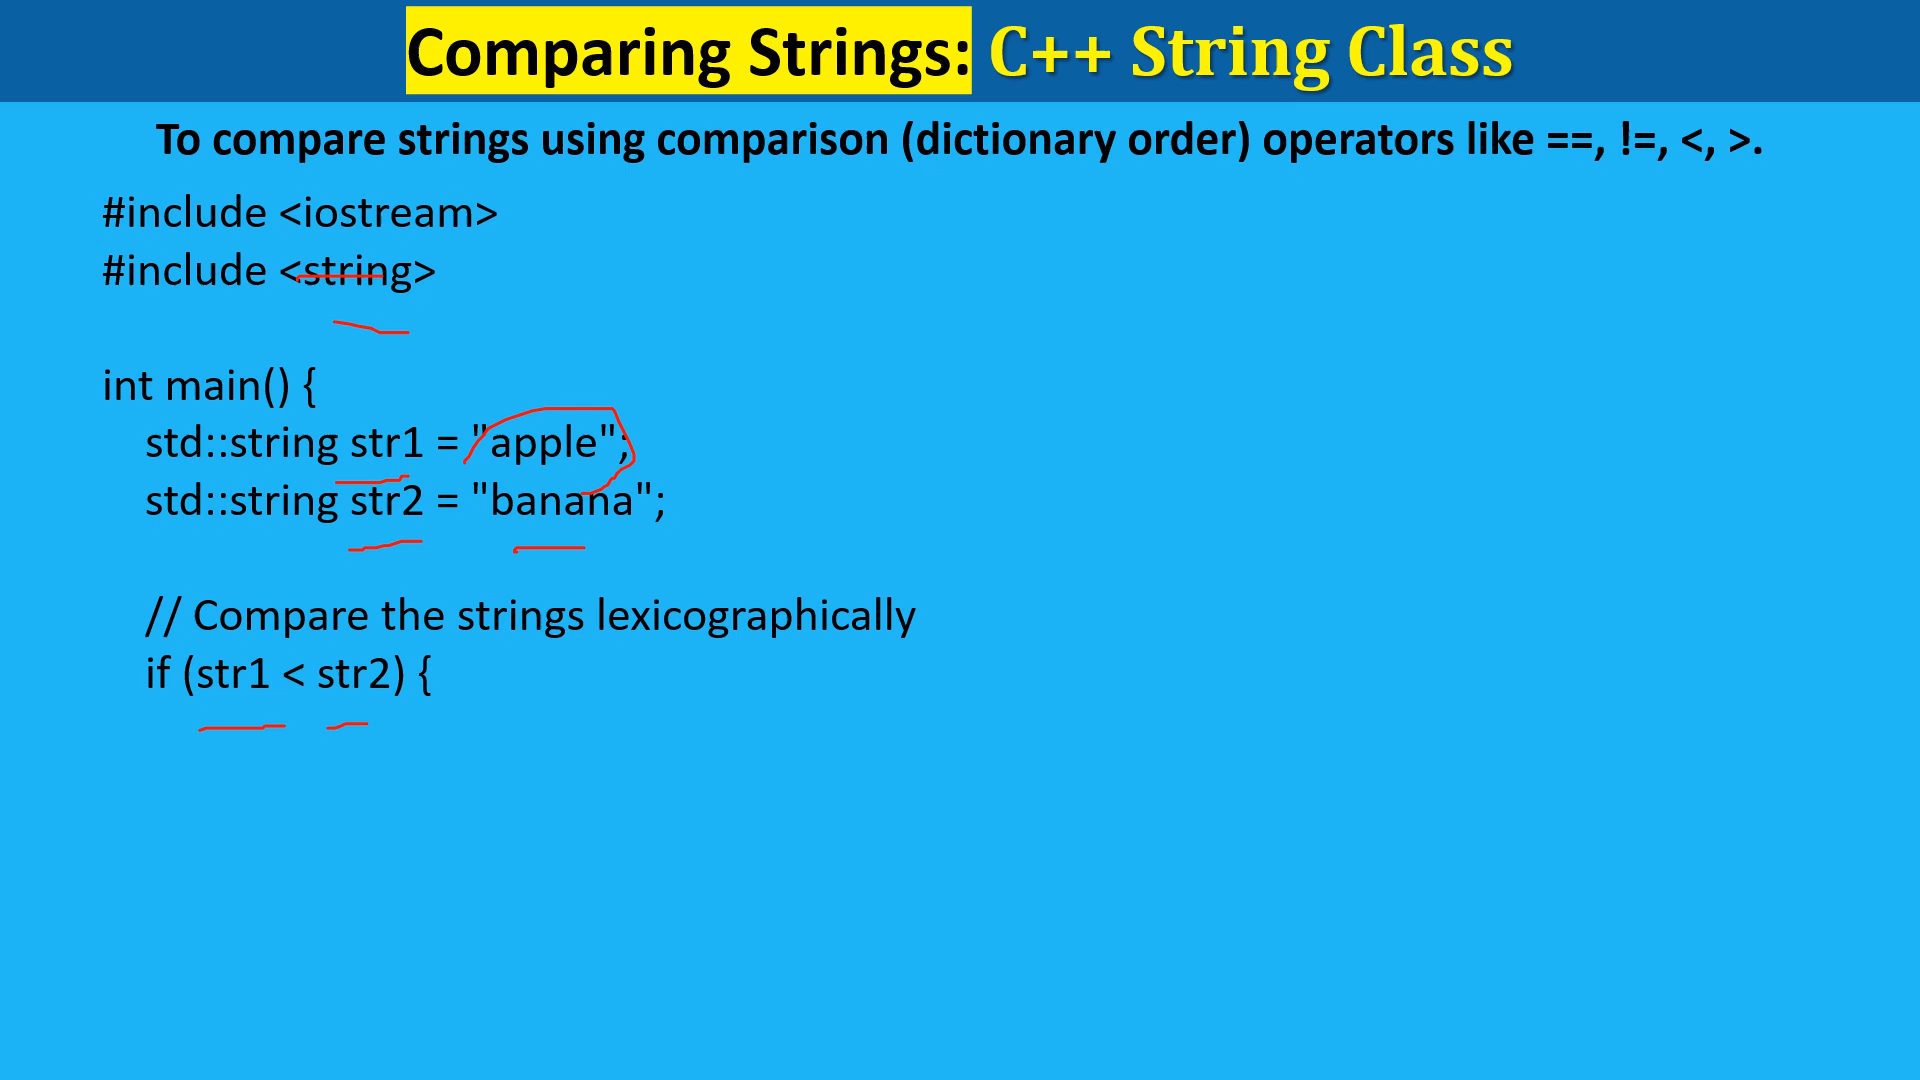 Comparing Strings: C++ String Class
To compare strings using comparison (dictionary order) operators like ==, !=, <, >.
#include <iostream>
#include <string>
int main() {
std::string str1 = "apple";
std::string str2 = "banana";
// Compare the strings lexicographically
if (str1 < str2) {